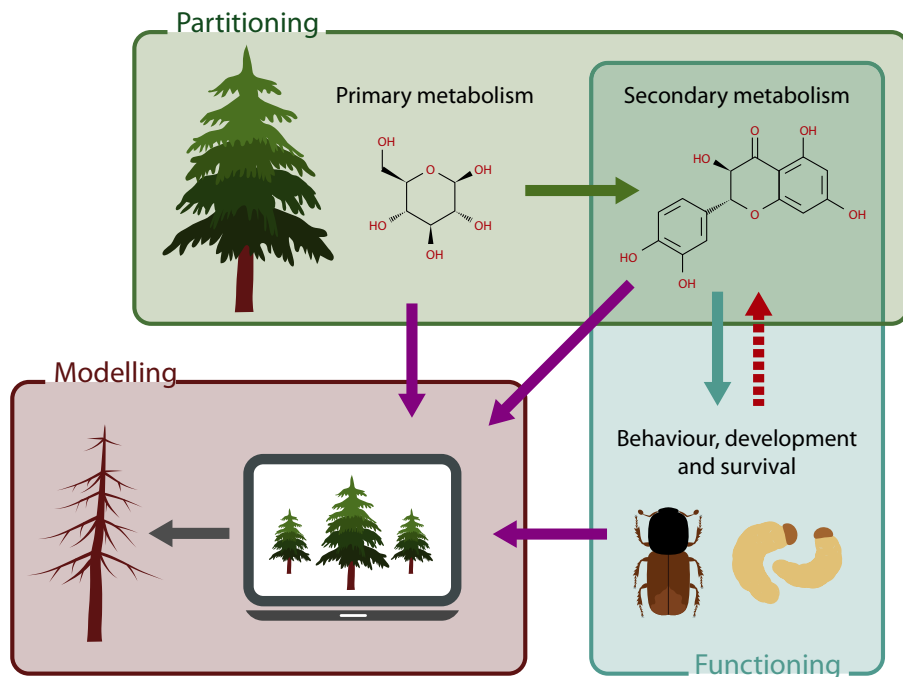 Partitioning
Primary metabolism
Secondary metabolism
OH
O
OH
HO
OH
OH
O
OH
HO
O
OH
HO
OH
Modelling
Behaviour, development
and survival
Functioning